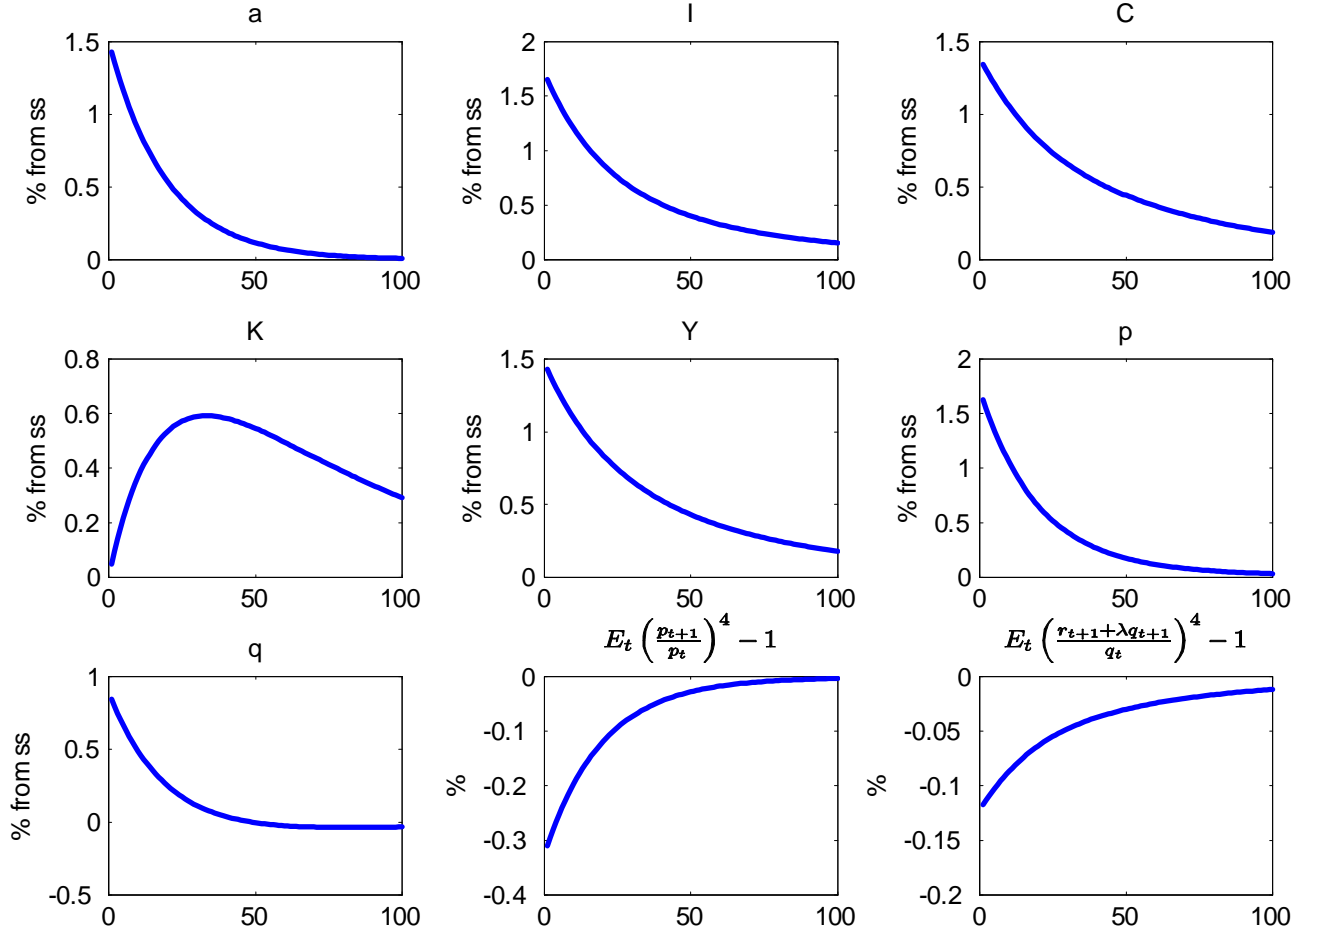 a
1.5
1
0.5
0
% from ss
0 50 100
I
2
1.5
1
0.5
0
% from ss
0 50 100
C
1.5
1
0.5
0
% from ss
0 50 100
K
0.8
0.6
0.4
0.2
0
% from ss
0 50 100
Y
1.5
1
0.5
0
% from ss
0 50 100
p
2
1.5
1
0.5
0
% from ss
0 50 100
q
1
0.5
0
-0.5
% from ss
0 50 100
E_t (p_{t+1}/p_t)^4 − 1
0
-0.1
-0.2
-0.3
-0.4
%
0 50 100
E_t (r_{t+1}+λq_{t+1}/q_t)^4 − 1
0
-0.05
-0.1
-0.15
-0.2
%
0 50 100